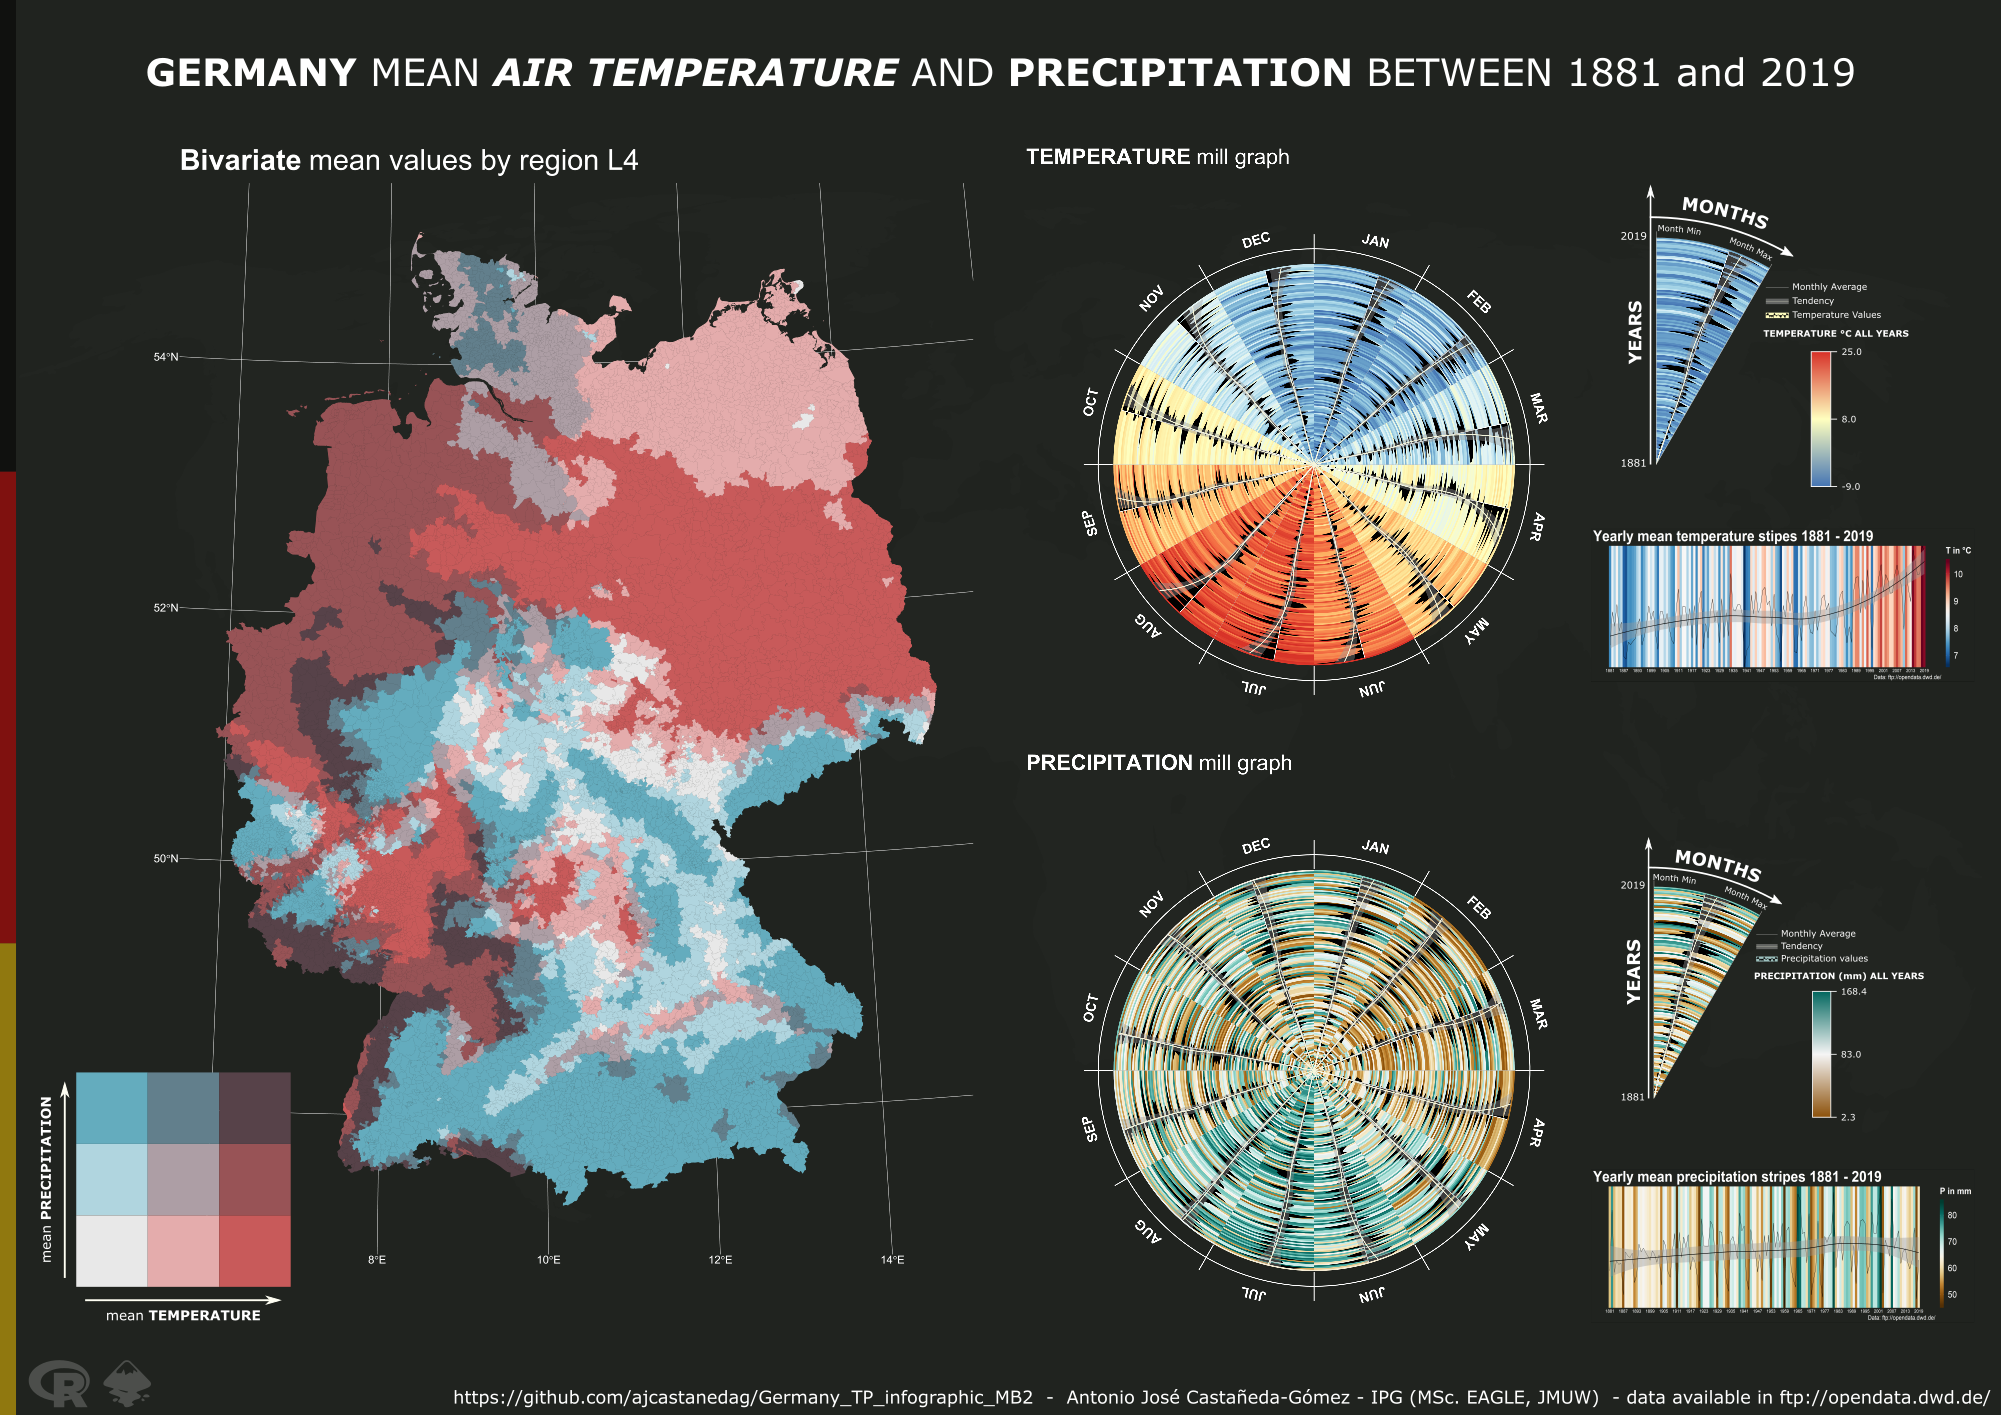 GERMANY MEAN AIR TEMPERATURE AND PRECIPITATION BETWEEN 1881 and 2019
Bivariate mean values by region L4
54°N
52°N
50°N
8°E
10°E
12°E
14°E
mean PRECIPITATION
mean TEMPERATURE
TEMPERATURE mill graph
DEC
JAN
NOV
FEB
OCT
MAR
SEP
APR
AUG
MAY
JUL
JUN
MONTHS
Month Min
Month Max
2019
YEARS
1881
Monthly Average
Tendency
Temperature Values
TEMPERATURE °C ALL YEARS
25.0
8.0
-9.0
Yearly mean temperature stipes 1881 - 2019
T in °C
10
9
8
7
Data: ftp://opendata.dwd.de/
PRECIPITATION mill graph
DEC
JAN
NOV
FEB
OCT
MAR
SEP
APR
AUG
MAY
JUL
JUN
MONTHS
Month Min
Month Max
2019
YEARS
1881
Monthly Average
Tendency
Precipitation values
PRECIPITATION (mm) ALL YEARS
168.4
83.0
2.3
Yearly mean precipitation stripes 1881 - 2019
P in mm
80
70
60
50
Data: ftp://opendata.dwd.de/
R
https://github.com/ajcastanedag/Germany_TP_infographic_MB2 - Antonio José Castañeda-Gómez - IPG (MSc. EAGLE, JMUW) - data available in ftp://opendata.dwd.de/